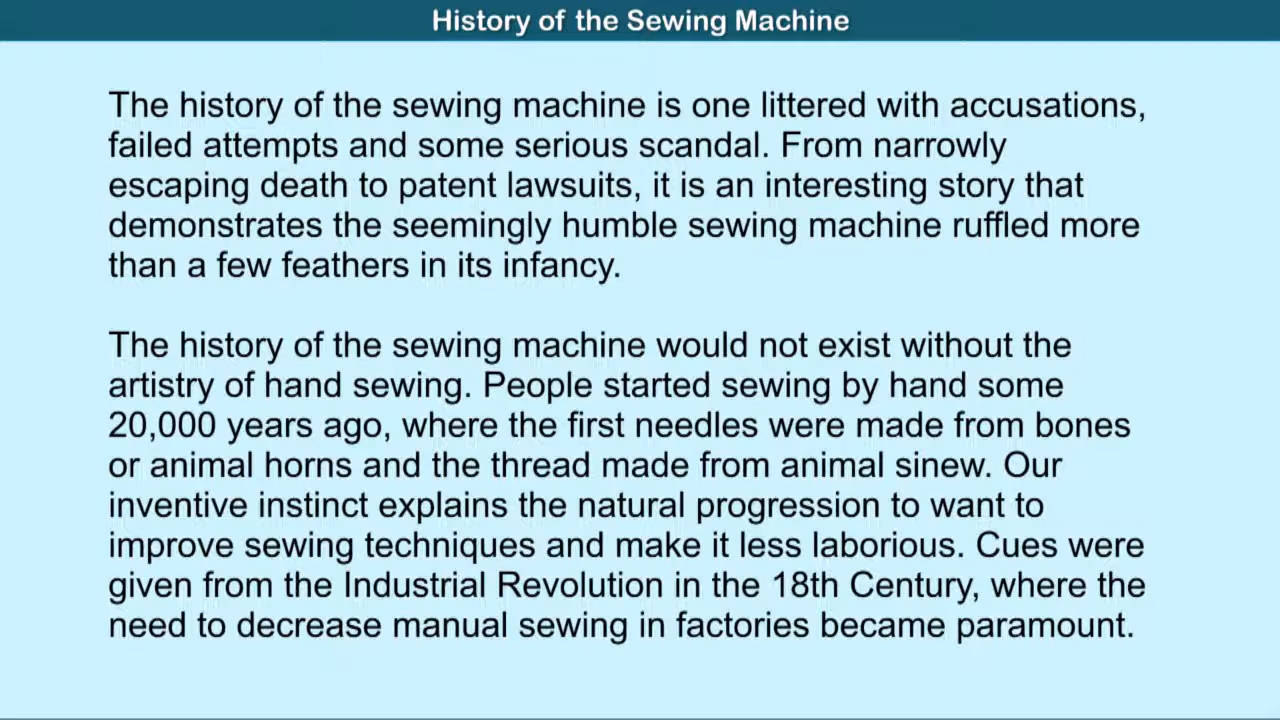 History of the Sewing Machine
The history of the sewing machine is one littered with accusations,
failed attempts and some serious scandal. From narrowly
escaping death to patent lawsuits, it is an interesting story that
demonstrates the seemingly humble sewing machine ruffled more
than a few feathers in its infancy.
The history of the sewing machine would not exist without the
artistry of hand sewing. People started sewing by hand some
20,000 years ago, where the first needles were made from bones
or animal horns and the thread made from animal sinew. Our
inventive instinct explains the natural progression to want to
improve sewing techniques and make it less laborious. Cues were
given from the Industrial Revolution in the 18th Century, where the
need to decrease manual sewing in factories became paramount.